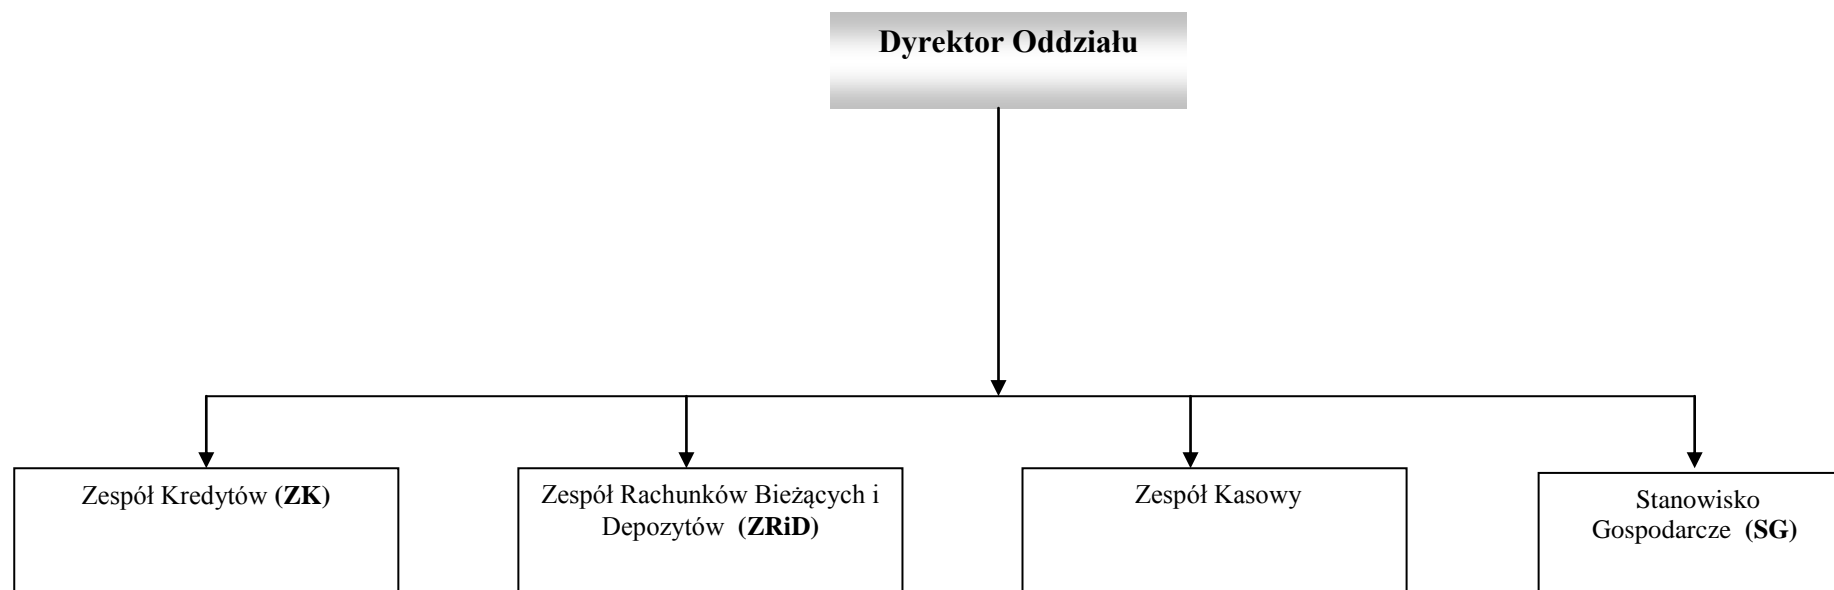 Dyrektor Oddziału
Zespół Kredytów (ZK)
Zespół Rachunków Bieżących i
Depozytów (ZRiD)
Zespół Kasowy
Stanowisko
Gospodarcze (SG)